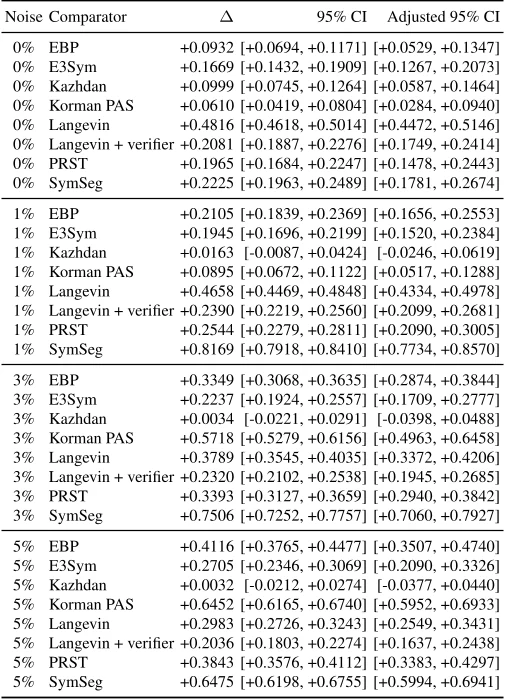 Noise Comparator Δ 95% CI Adjusted 95% CI
0% EBP +0.0932 [+0.0694, +0.1171] [+0.0529, +0.1347]
0% E3Sym +0.1669 [+0.1432, +0.1909] [+0.1267, +0.2073]
0% Kazhdan +0.0999 [+0.0745, +0.1264] [+0.0587, +0.1464]
0% Korman PAS +0.0610 [+0.0419, +0.0804] [+0.0284, +0.0940]
0% Langevin +0.4816 [+0.4618, +0.5014] [+0.4472, +0.5146]
0% Langevin + verifier +0.2081 [+0.1887, +0.2276] [+0.1749, +0.2414]
0% PRST +0.1965 [+0.1684, +0.2247] [+0.1478, +0.2443]
0% SymSeg +0.2225 [+0.1963, +0.2489] [+0.1781, +0.2674]
1% EBP +0.2105 [+0.1839, +0.2369] [+0.1656, +0.2553]
1% E3Sym +0.1945 [+0.1696, +0.2199] [+0.1520, +0.2384]
1% Kazhdan +0.0163 [-0.0087, +0.0424] [-0.0246, +0.0619]
1% Korman PAS +0.0895 [+0.0672, +0.1122] [+0.0517, +0.1288]
1% Langevin +0.4658 [+0.4469, +0.4848] [+0.4334, +0.4978]
1% Langevin + verifier +0.2390 [+0.2219, +0.2560] [+0.2099, +0.2681]
1% PRST +0.2544 [+0.2279, +0.2811] [+0.2090, +0.3005]
1% SymSeg +0.8169 [+0.7918, +0.8410] [+0.7734, +0.8570]
3% EBP +0.3349 [+0.3068, +0.3635] [+0.2874, +0.3844]
3% E3Sym +0.2237 [+0.1924, +0.2557] [+0.1709, +0.2777]
3% Kazhdan +0.0034 [-0.0221, +0.0291] [-0.0398, +0.0488]
3% Korman PAS +0.5718 [+0.5279, +0.6156] [+0.4963, +0.6458]
3% Langevin +0.3789 [+0.3545, +0.4035] [+0.3372, +0.4206]
3% Langevin + verifier +0.2320 [+0.2102, +0.2538] [+0.1945, +0.2685]
3% PRST +0.3393 [+0.3127, +0.3659] [+0.2940, +0.3842]
3% SymSeg +0.7506 [+0.7252, +0.7757] [+0.7060, +0.7927]
5% EBP +0.4116 [+0.3765, +0.4477] [+0.3507, +0.4740]
5% E3Sym +0.2705 [+0.2346, +0.3069] [+0.2090, +0.3326]
5% Kazhdan +0.0032 [-0.0212, +0.0274] [-0.0377, +0.0440]
5% Korman PAS +0.6452 [+0.6165, +0.6740] [+0.5952, +0.6933]
5% Langevin +0.2983 [+0.2726, +0.3243] [+0.2549, +0.3431]
5% Langevin + verifier +0.2036 [+0.1803, +0.2274] [+0.1637, +0.2438]
5% PRST +0.3843 [+0.3576, +0.4112] [+0.3383, +0.4297]
5% SymSeg +0.6475 [+0.6198, +0.6755] [+0.5994, +0.6941]